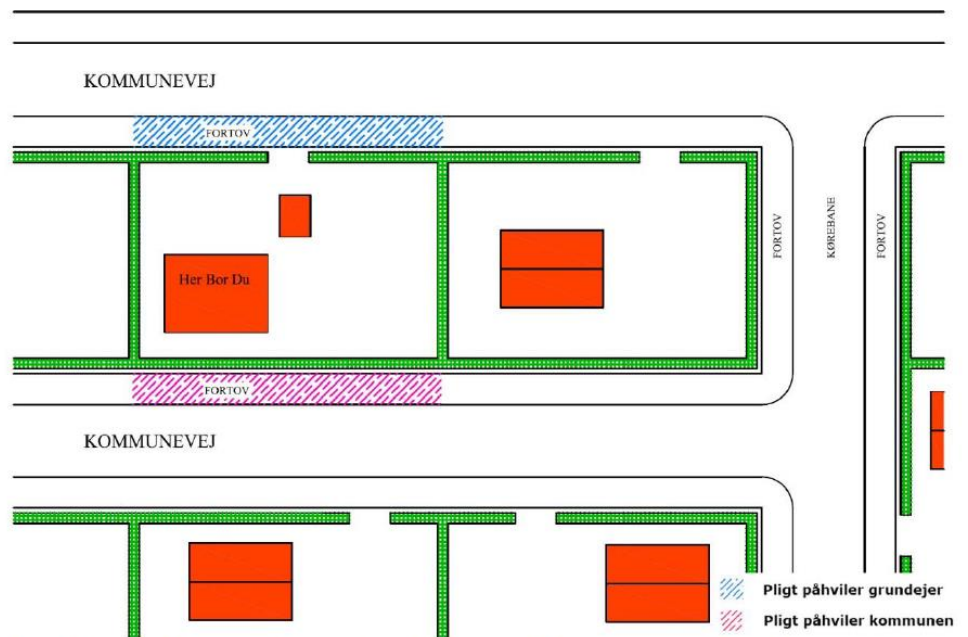 KOMMUNEVEJ
FORTOV
Her Bor Du
FORTOV
KØREBANE
FORTOV
FORTOV
KOMMUNEVEJ
Pligt påhviler grundejer
Pligt påhviler kommunen